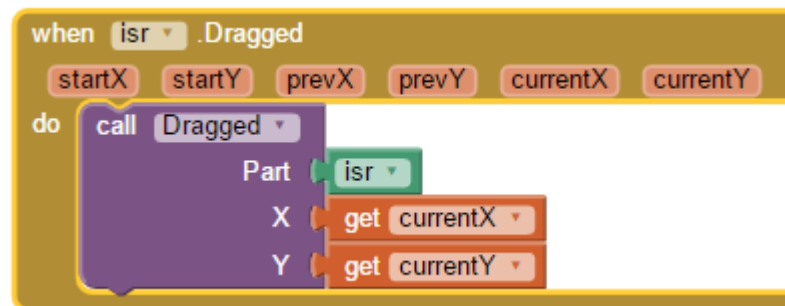 when isr .Dragged
startX startY prevX prevY currentX currentY
do call Dragged
Part isr
X get currentX
Y get currentY